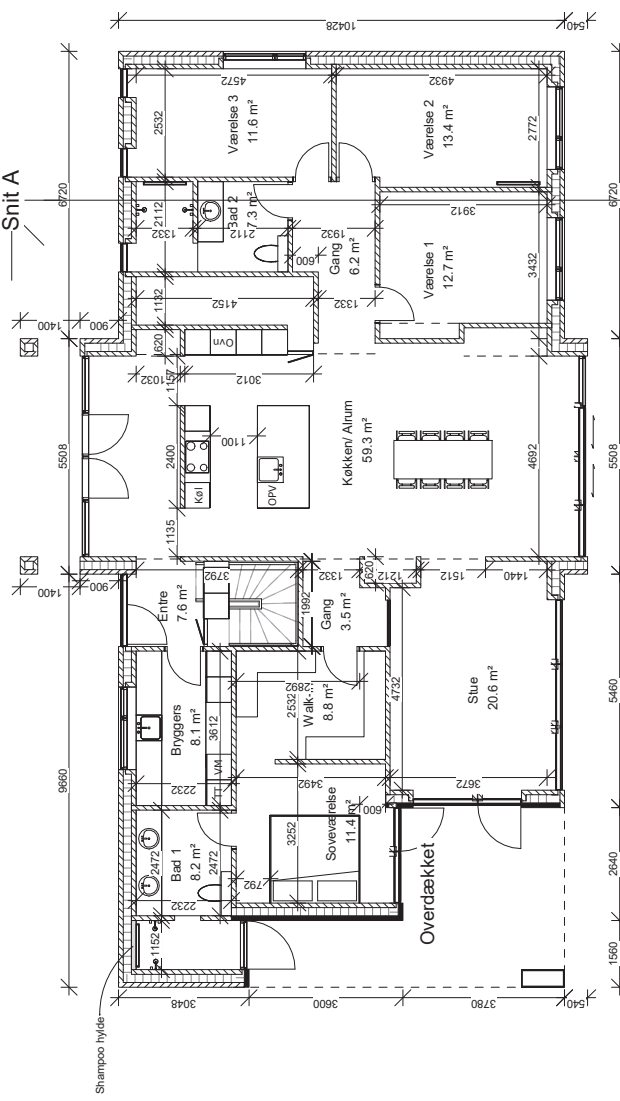 Snit A
10428
540
6720
4572
4932
2532
Værelse 3
11.6 m²
Værelse 2
13.4 m²
2772
2112
1332
2112
Bad 2
7.3 m²
1932
3912
600
Gang
6.2 m²
Værelse 1
12.7 m²
3432
6720
1132
4152
1332
1400
900
620
Ovn
1157
1032
3012
5508
2400
1100
Køl
OPV
Køkken/ Alrum
59.3 m²
4692
5508
1135
1400
900
3792
1332
620
1212
1512
1440
Entre
7.6 m²
1992
Gang
3.5 m²
Bryggers
8.1 m²
3612
2892
2532
Walk-...
8.8 m²
4732
Stue
20.6 m²
5460
9660
2232
VM
TT
3492
3672
600
Soveværelse
11.4 m²
3252
2472
Bad 1
8.2 m²
2472
792
2232
Overdækket
2640
1152
1560
Shampoo hylde
3048
3600
3780
540